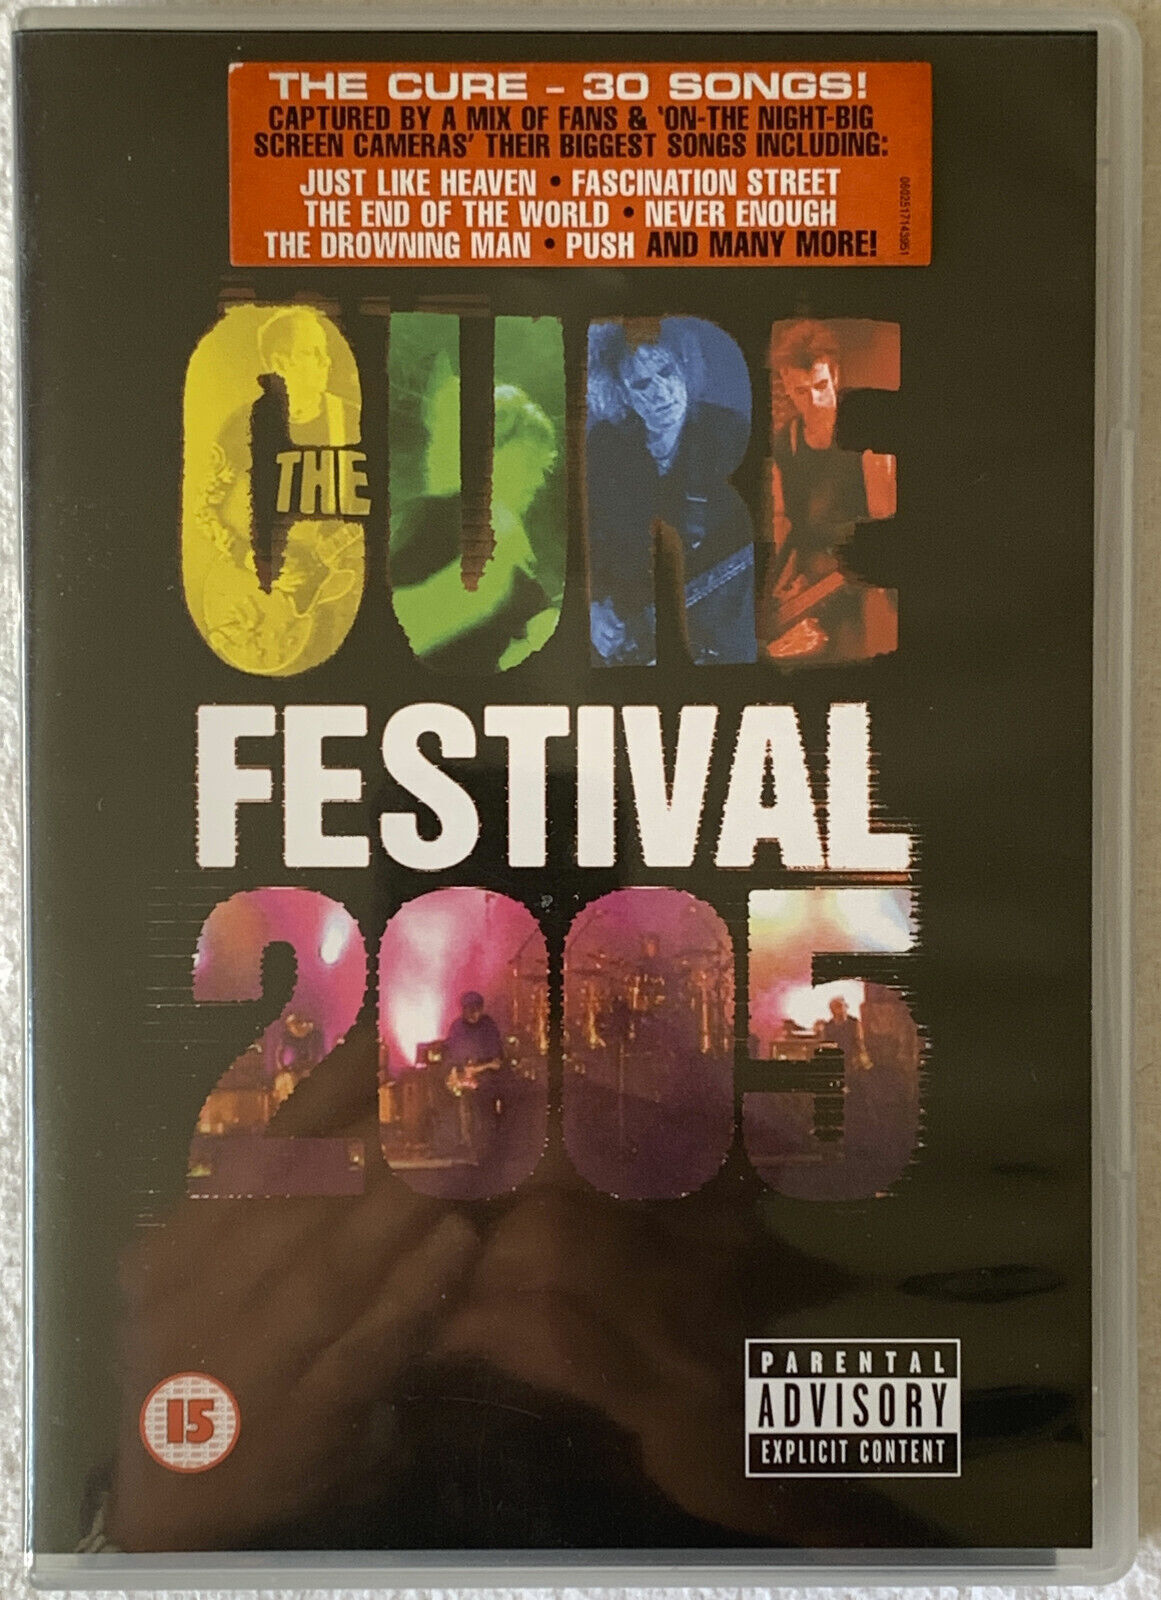 THE CURE - 30 SONGS!
CAPTURED BY A MIX OF FANS & 'ON-THE NIGHT-BIG
SCREEN CAMERAS' THEIR BIGGEST SONGS INCLUDING:
JUST LIKE HEAVEN • FASCINATION STREET
THE END OF THE WORLD • NEVER ENOUGH
THE DROWNING MAN • PUSH AND MANY MORE!
0602517143951
THE
CURE
FESTIVAL
2005
15
PARENTAL
ADVISORY
EXPLICIT CONTENT